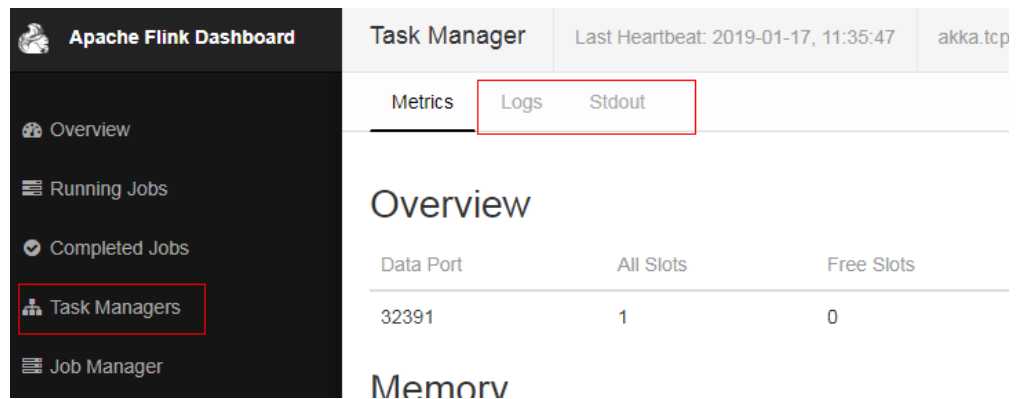 Apache Flink Dashboard
Overview
Running Jobs
Completed Jobs
Task Managers
Job Manager
Task Manager Last Heartbeat: 2019-01-17, 11:35:47 akka.tcp
Metrics Logs Stdout
Overview
Data Port All Slots Free Slots
32391 1 0
Memory